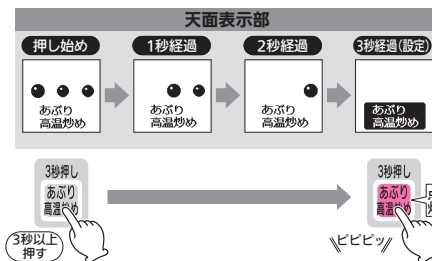 天面表示部
押し始め
1秒経過
2秒経過
3秒経過(設定)
あぶり
高温炒め
あぶり
高温炒め
あぶり
高温炒め
あぶり
高温炒め
3秒押し
あぶり
高温炒め
3秒以上
押す
3秒押し
あぶり
高温炒め
ピピピッ